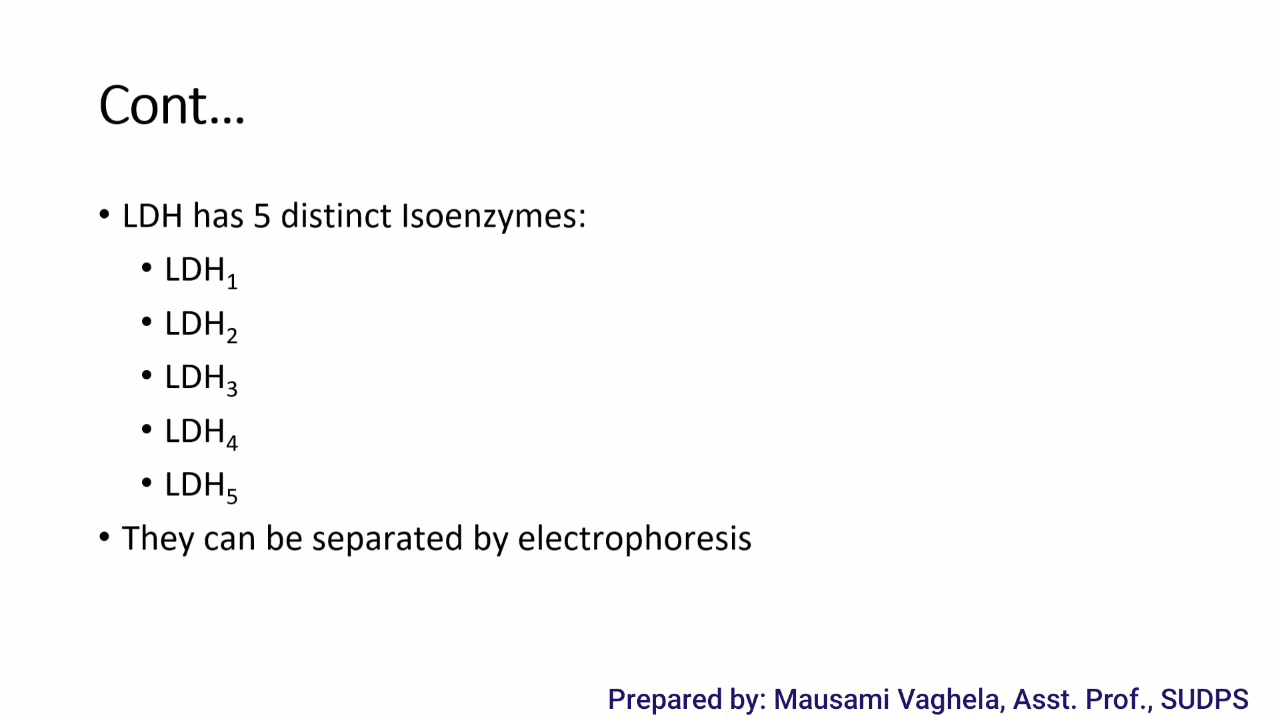 Cont...
• LDH has 5 distinct Isoenzymes:
• LDH₁
• LDH₂
• LDH₃
• LDH₄
• LDH₅
• They can be separated by electrophoresis
Prepared by: Mausami Vaghela, Asst. Prof., SUDPS